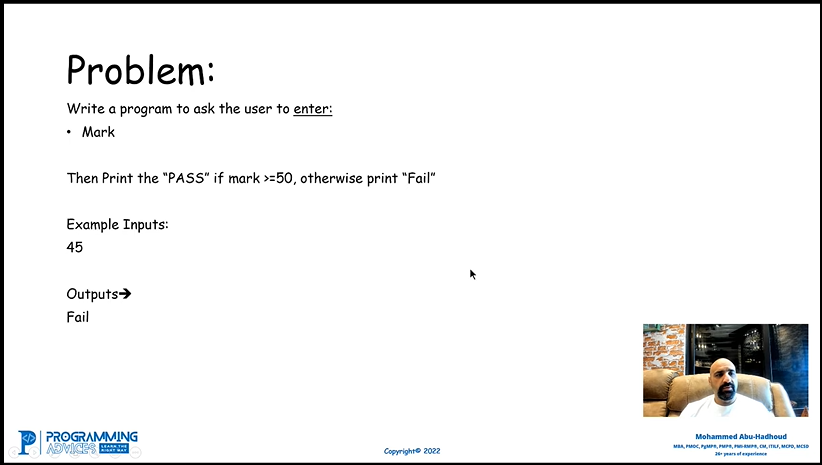 Problem:
Write a program to ask the user to enter:
• Mark
Then Print the “PASS” if mark >=50, otherwise print “Fail”
Example Inputs:
45
Outputs➔
Fail
PROGRAMMING
ADVICES LEARN THE RIGHT WAY
Copyright© 2022
Mohammed Abu-Hadhoud
MBA, PMOC, PgMP®, PMP®, PMI-RMP®, CM, ITILF, MCPD, MCSD
26+ years of experience